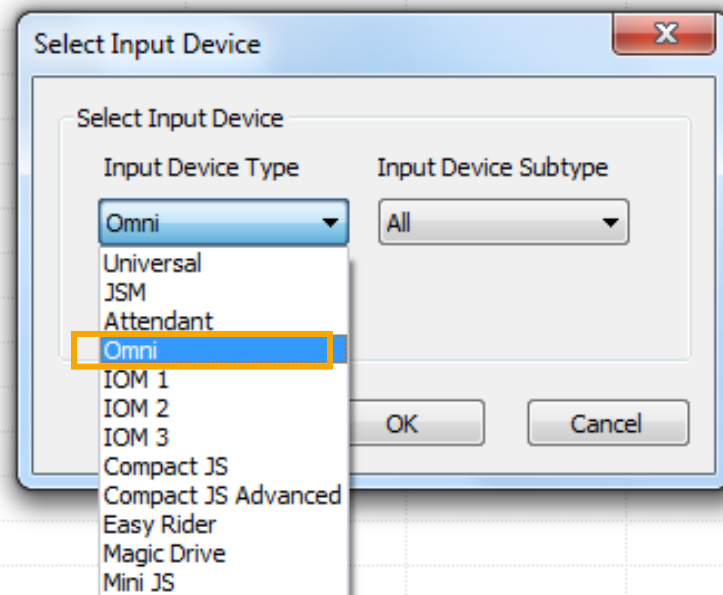 Select Input Device
Select Input Device
Input Device Type
Input Device Subtype
Omni
All
Universal
JSM
Attendant
Omni
IOM 1
IOM 2
IOM 3
Compact JS
Compact JS Advanced
Easy Rider
Magic Drive
Mini JS
OK
Cancel